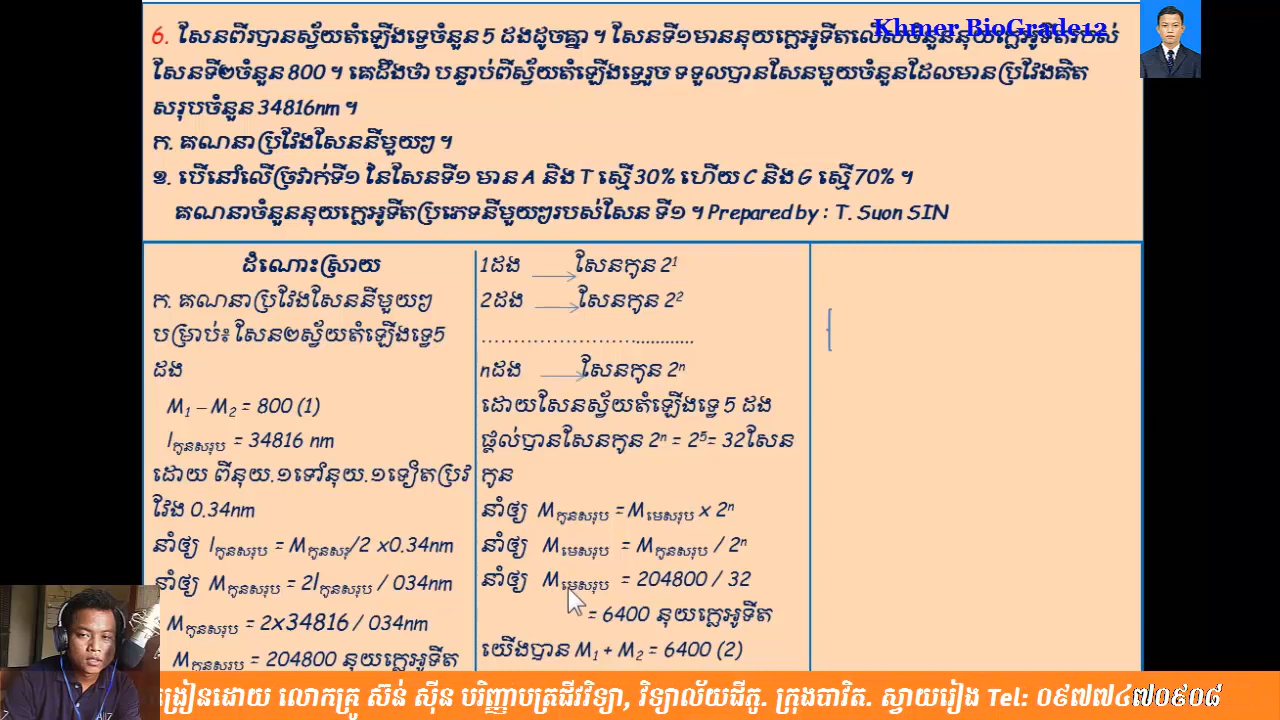 Khmer BioGrade12
6. សែនពីរបានស្វ័យតំឡើងទ្វេចំនួន 5 ដងដូចគ្នា ។ សែនទី១មាននុយក្លេអូទីតលើសចំនួននុយក្លេអូទីតរបស់
សែនទី២ចំនួន 800 ។ គេដឹងថា បន្ទាប់ពីស្វ័យតំឡើងទ្វេរួច ទទួលបានសែនមួយចំនួនដែលមានប្រវែងគិត
សរុបចំនួន 34816nm ។
ក. គណនាប្រវែងសែននីមួយៗ ។
ខ. បើនៅលើច្រវាក់ទី១ នៃសែនទី១ មាន A និង T ស្មើ 30% ហើយ C និង G ស្មើ 70% ។
គណនាចំនួននុយក្លេអូទីតប្រភេទនីមួយៗរបស់សែន ទី១ ។ Prepared by : T. Suon SIN
ដំណោះស្រាយ
ក. គណនាប្រវែងសែននីមួយៗ
បម្រាប់៖ សែន២ស្វ័យតំឡើងទ្វេ5
ដង
M₁ – M₂ = 800 (1)
lកូនសរុប = 34816 nm
ដោយ ពីនុយ.១ទៅនុយ.១ទៀតប្រវ
វែង 0.34nm
នាំឲ្យ lកូនសរុប = Mកូនសរុ/2 x0.34nm
នាំឲ្យ Mកូនសរុប = 2lកូនសរុប / 034nm
Mកូនសរុប = 2x34816 / 034nm
Mកូនសរុប = 204800 នុយក្លេអូទីត
1ដង → សែនកូន 2¹
2ដង → សែនកូន 2²
....................................
nដង → សែនកូន 2ⁿ
ដោយសែនស្វ័យតំឡើងទ្វេ 5 ដង
ផ្តល់បានសែនកូន 2ⁿ = 2⁵= 32សែន
កូន
នាំឲ្យ Mកូនសរុប = Mមេសរុប x 2ⁿ
នាំឲ្យ Mមេសរុប = Mកូនសរុប / 2ⁿ
នាំឲ្យ Mមេសរុប = 204800 / 32
= 6400 នុយក្លេអូទីត
យើងបាន M₁ + M₂ = 6400 (2)
{
ង្រៀនដោយ លោកគ្រូ ស៊ន់ ស៊ីន បរិញ្ញាបត្រជីវវិទ្យា, វិទ្យាល័យជីភូ. ក្រុងបាវិត. ស្វាយរៀង Tel: ០៩៧៧៤៧០៩០៨